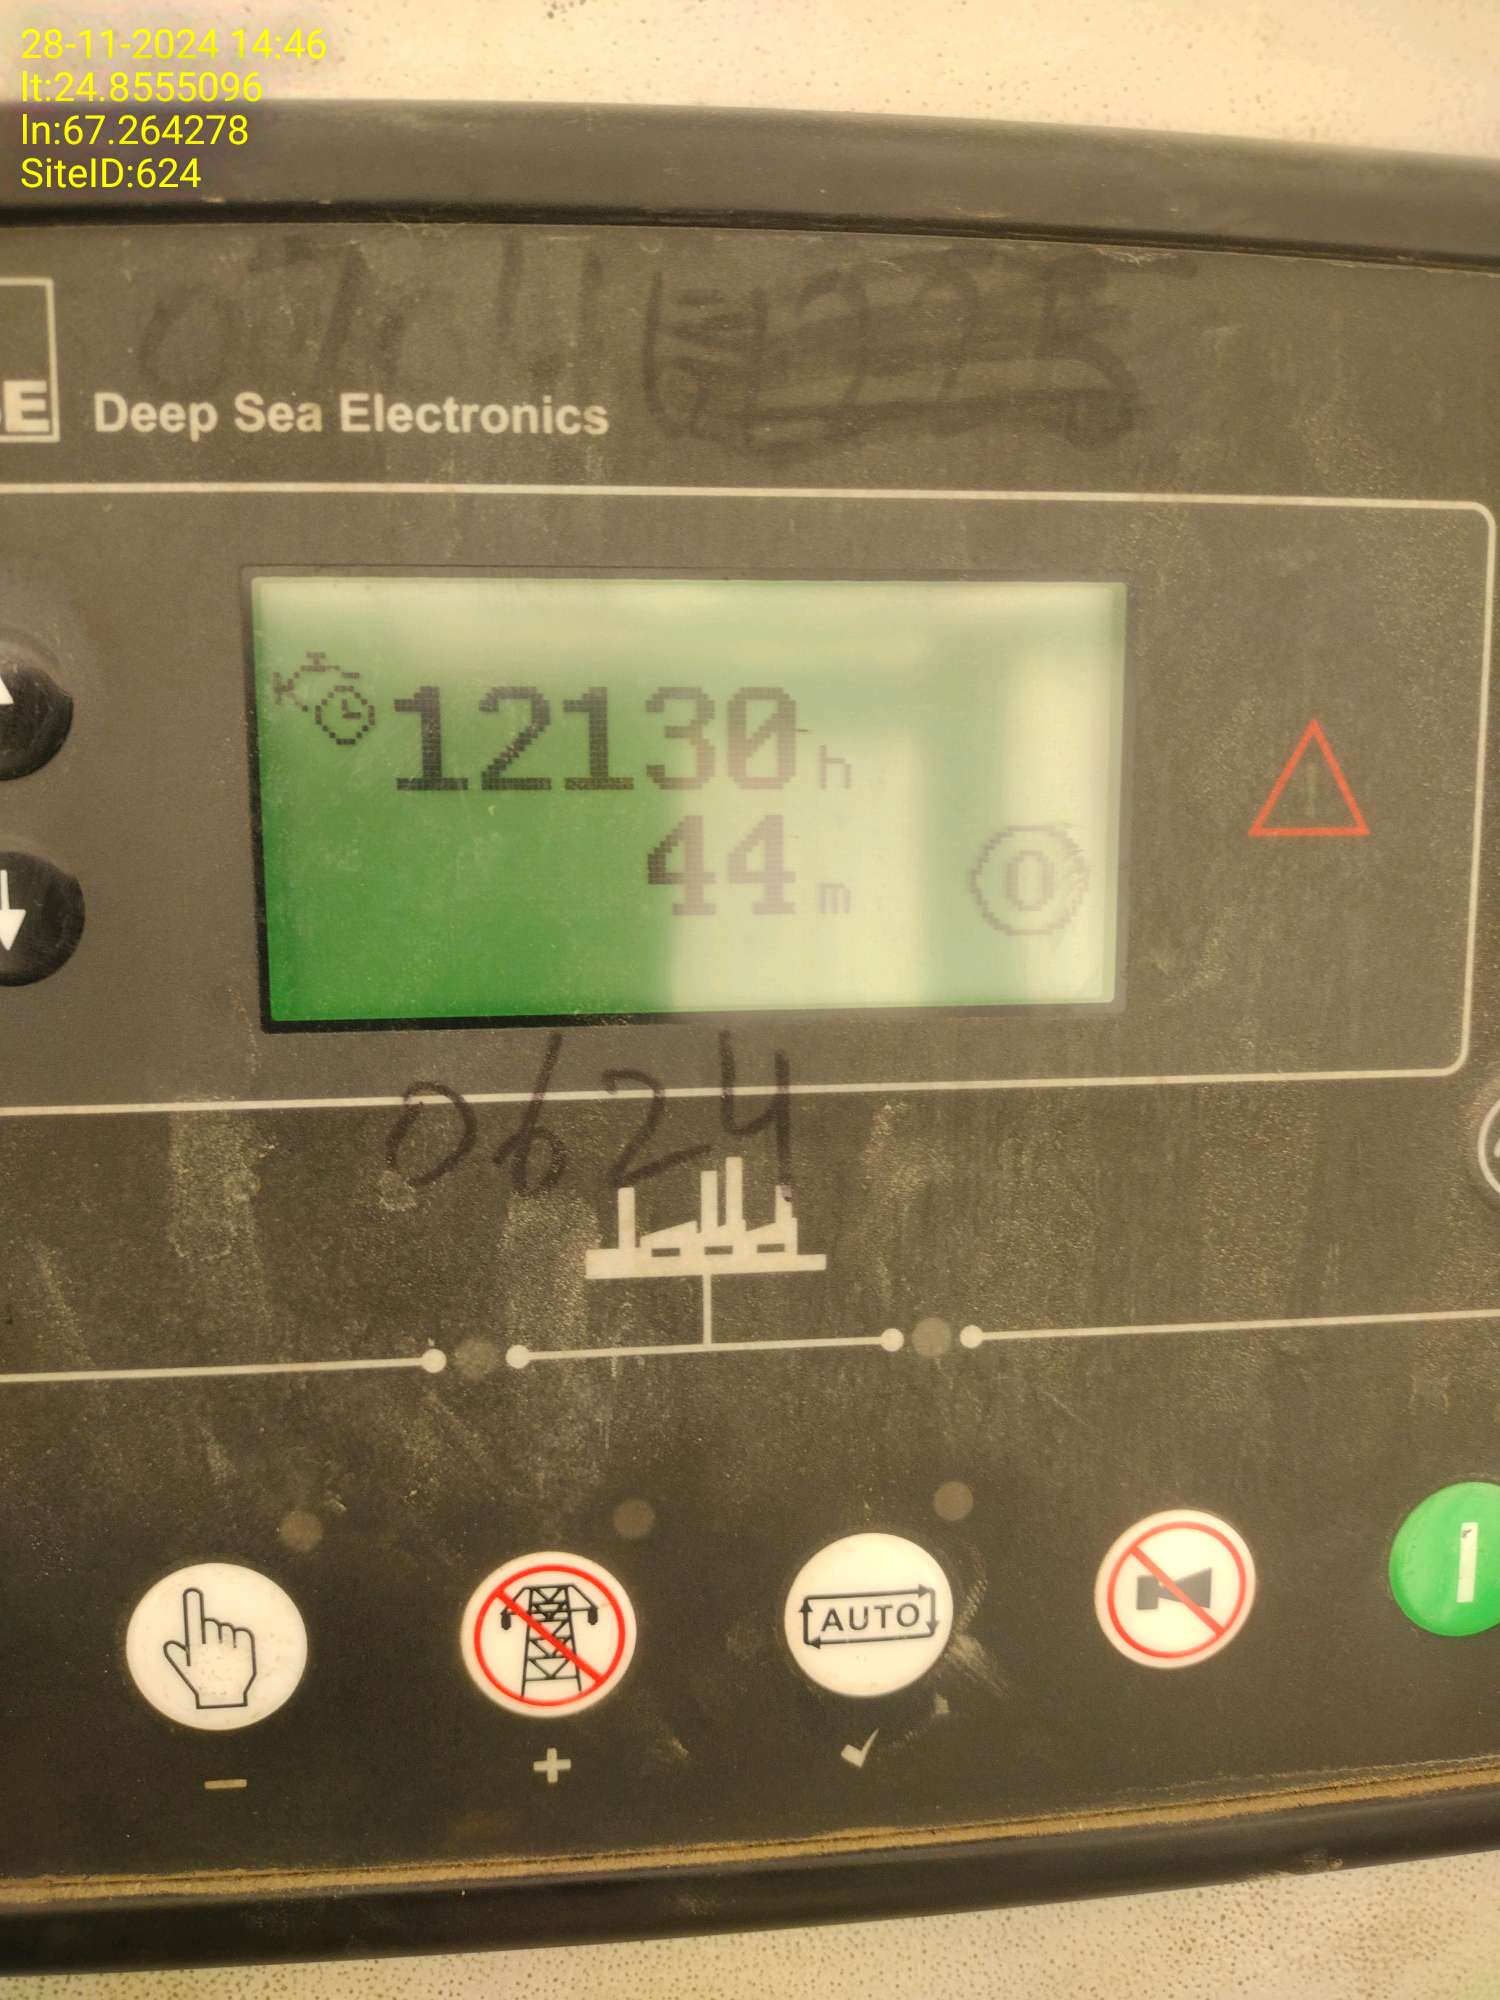 28-11-2024 14:46
lt:24.8555096
ln:67.264278
SiteID:624
Deep Sea Electronics
12130 h
44 m
0
0624
AUTO
- + ✓